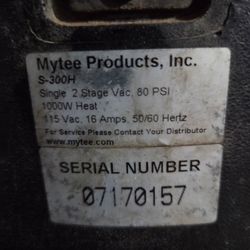 Mytee Products, Inc.
S-300H
Single 2 Stage Vac, 80 PSI
1000W Heat
115 Vac, 16 Amps, 50/60 Hertz
For Service Please Contact Your Distributor
www.mytee.com
SERIAL NUMBER
07170157